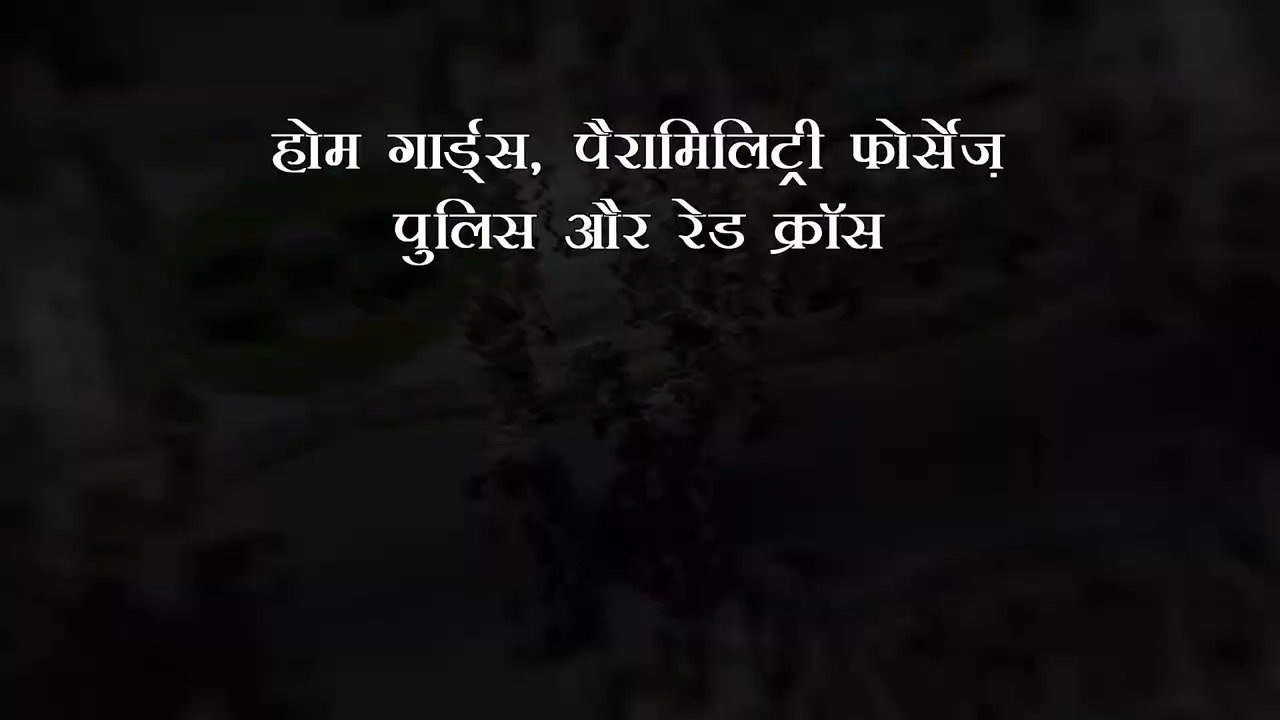 होम गार्ड्स, पैरामिलिट्री फोर्सेज़
पुलिस और रेड क्रॉस